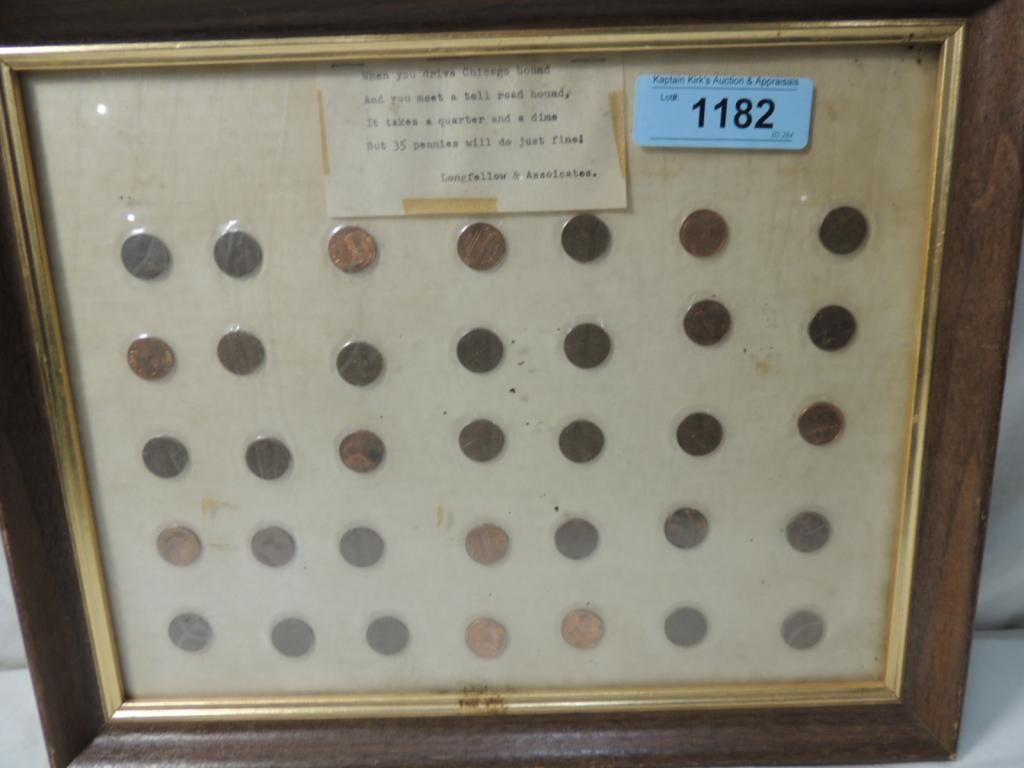 When you drive Chicago bound
And you meet a toll road hound,
It takes a quarter and a dime
But 35 pennies will do just fine!
Longfellow & Assoicates.
Kaptain Kirk's Auction & Appraisals
Lot#: 1182